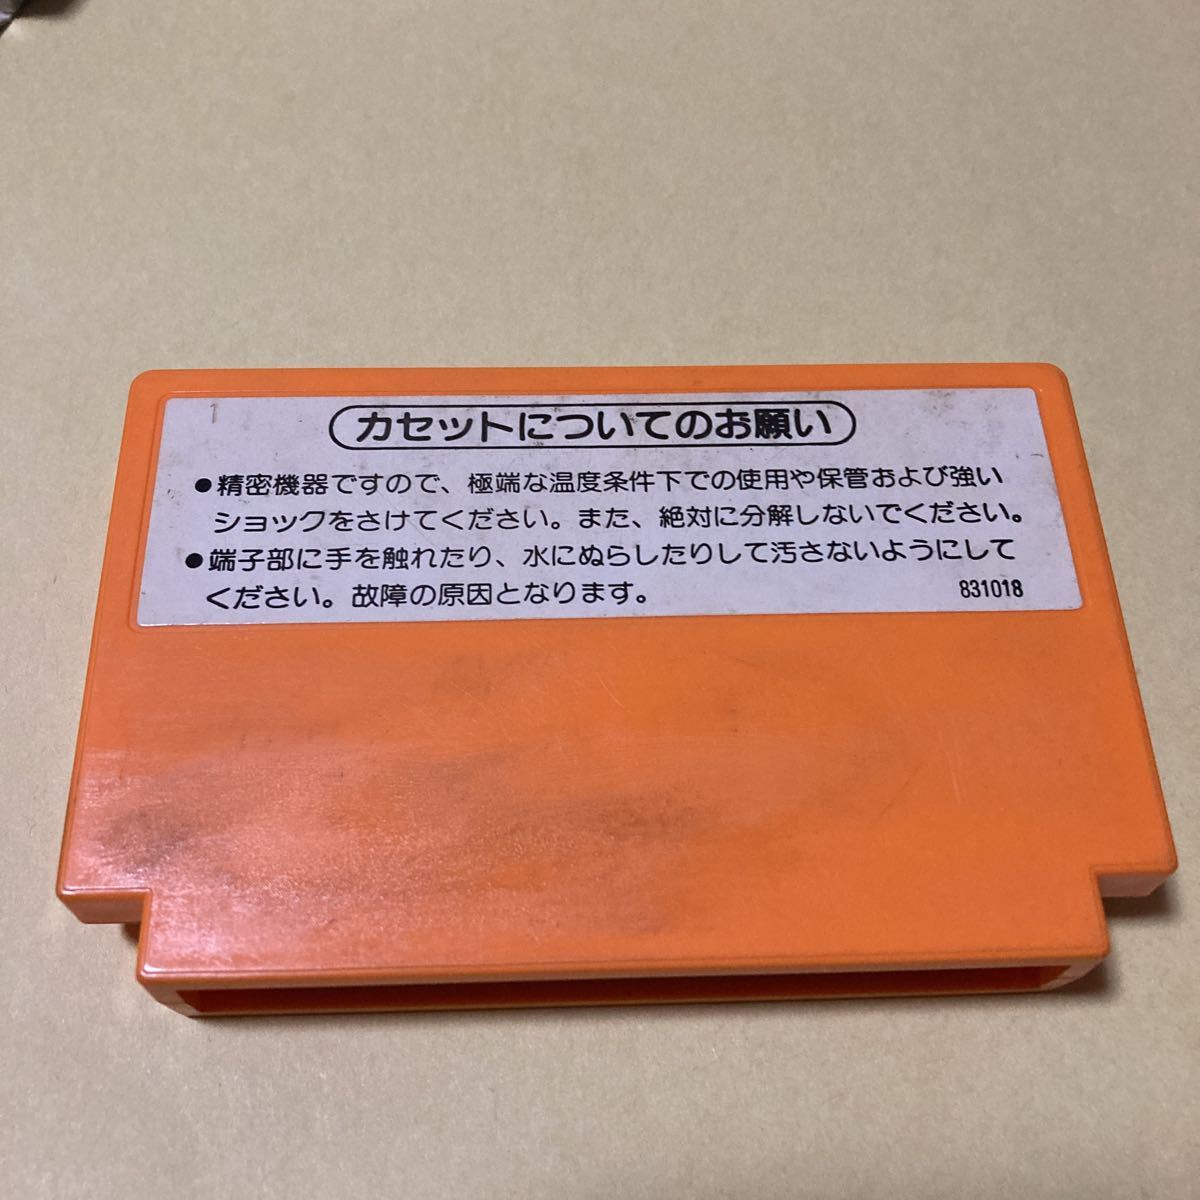 カセットについてのお願い
●精密機器ですので、極端な温度条件下での使用や保管および強い
ショックをさけてください。また、絶対に分解しないでください。
●端子部に手を触れたり、水にぬらしたりして汚さないようにして
ください。故障の原因となります。
831018